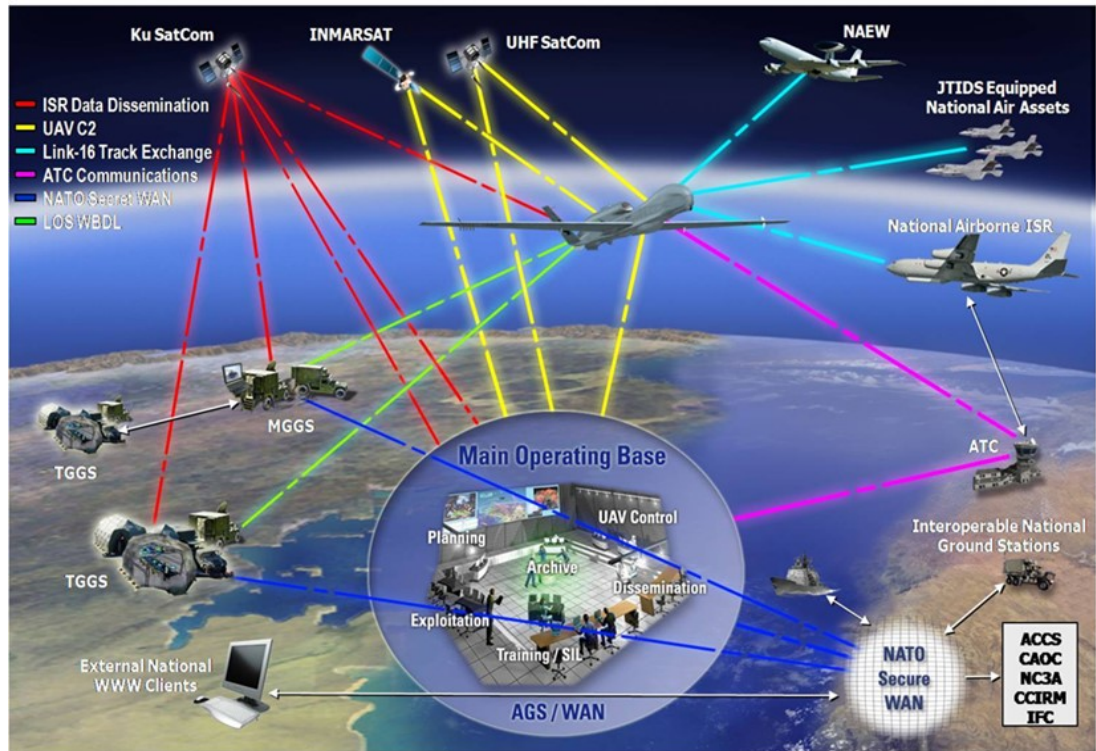 Ku SatCom
INMARSAT
UHF SatCom
NAEW
JTIDS Equipped
National Air Assets
ISR Data Dissemination
UAV C2
Link-16 Track Exchange
ATC Communications
NATO Secret WAN
LOS WBDL
National Airborne ISR
MGGS
TGGS
ATC
Main Operating Base
Planning
UAV Control
Archive
Dissemination
Exploitation
Training / SIL
AGS / WAN
TGGS
Interoperable National
Ground Stations
External National
WWW Clients
NATO
Secure
WAN
ACCS
CAOC
NC3A
CCIRM
IFC